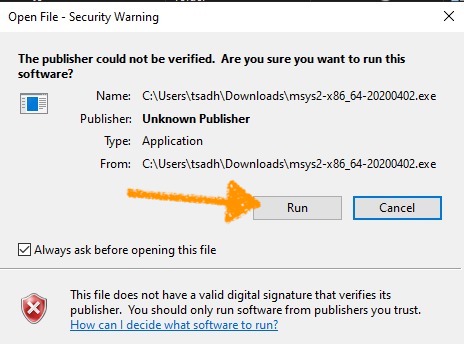 Open File - Security Warning
The publisher could not be verified. Are you sure you want to run this
software?
Name: C:\Users\tsadh\Downloads\msys2-x86_64-20200402.exe
Publisher: Unknown Publisher
Type: Application
From: C:\Users\tsadh\Downloads\msys2-x86_64-20200402.exe
Run Cancel
Always ask before opening this file
This file does not have a valid digital signature that verifies its
publisher. You should only run software from publishers you trust.
How can I decide what software to run?